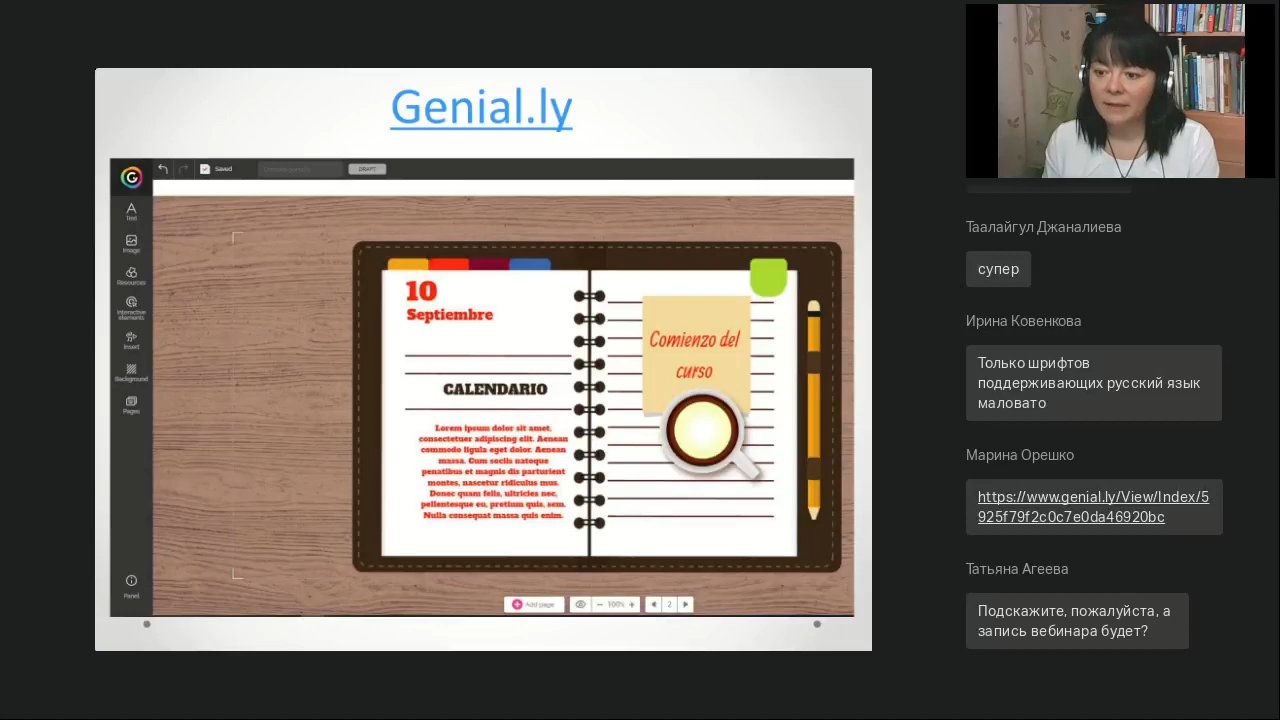 Genial.ly
Saved
DRAFT
Text
Image
Resources
Interactive
elements
Insert
Background
Pages
Panel
10
Septiembre
CALENDARIO
Lorem ipsum dolor sit amet,
consectetuer adipiscing elit. Aenean
commodo ligula eget dolor. Aenean
massa. Cum sociis natoque
penatibus et magnis dis parturient
montes, nascetur ridiculus mus.
Donec quam felis, ultricies nec,
pellentesque eu, pretium quis, sem.
Nulla consequat massa quis enim.
Comienzo del
curso
Add page
100%
2
Таалайгул Джаналиева
супер
Ирина Ковенкова
Только шрифтов
поддерживающих русский язык
маловато
Марина Орешко
https://www.genial.ly/View/Index/5
925f79f2c0c7e0da46920bc
Татьяна Агеева
Подскажите, пожалуйста, а
запись вебинара будет?